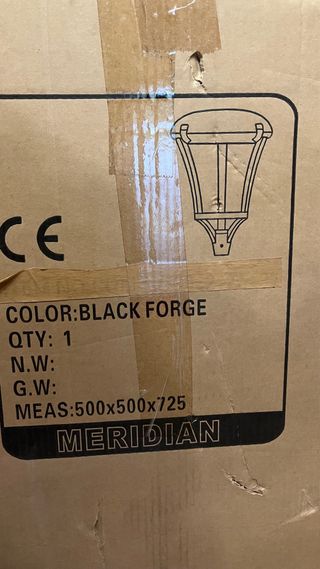 CE
COLOR:BLACK FORGE
QTY: 1
N.W:
G.W:
MEAS:500x500x725
MERIDIAN